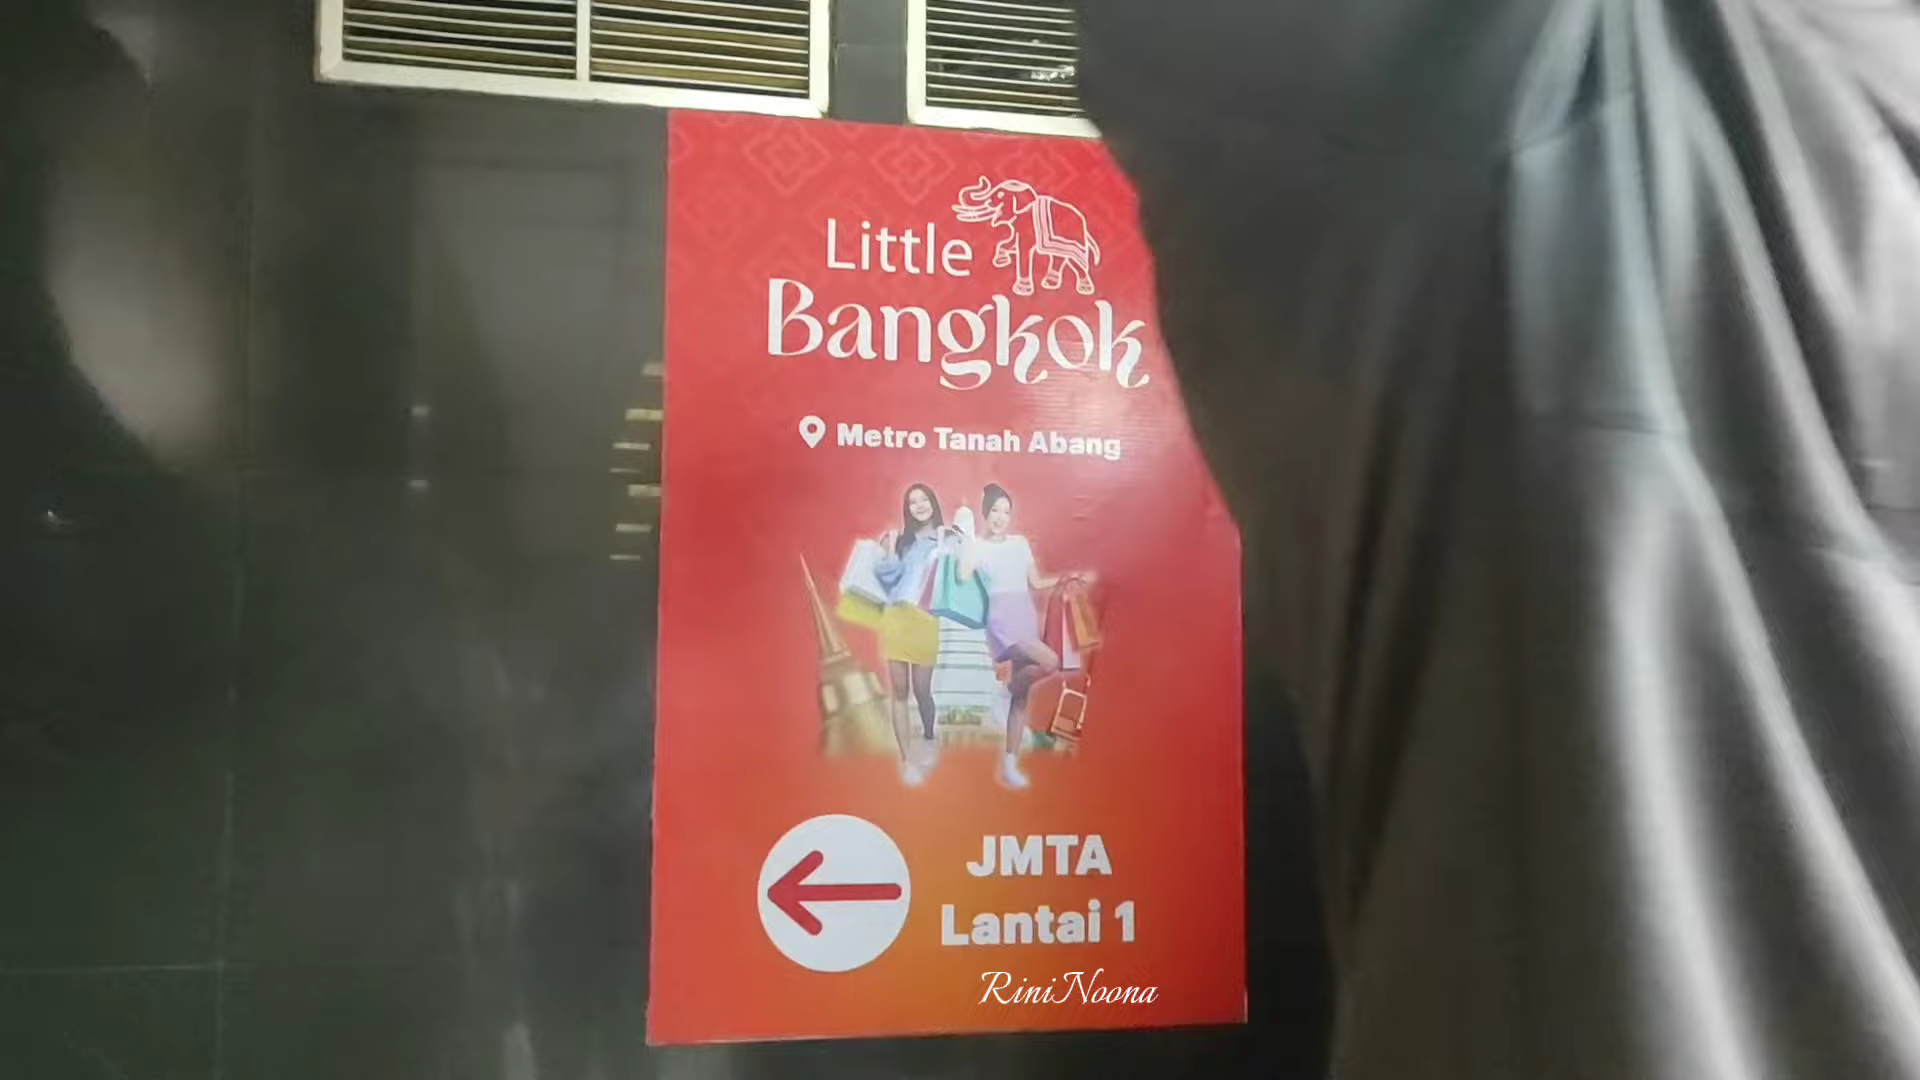 Little
Bangkok
Metro Tanah Abang
JMTA
Lantai 1
RiniNoona